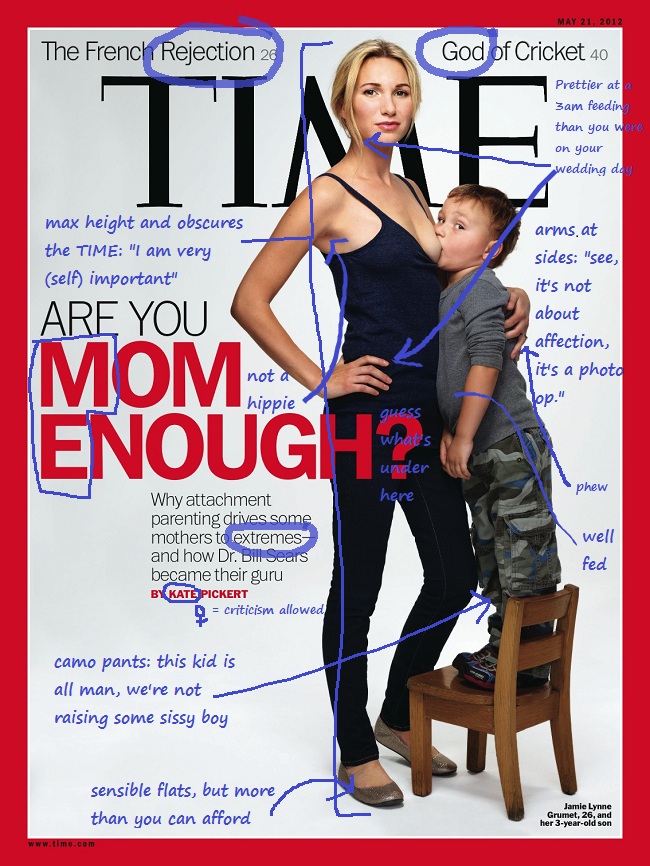 MAY 21, 2012
The French Rejection 26
God of Cricket 40
TIME
Prettier at a
3am feeding
than you were
on your
wedding day
max height and obscures
the TIME: "I am very
(self) important"
arms at
sides: "see,
it's not
about
affection,
it's a photo
op."
ARE YOU
MOM
ENOUGH?
not a
hippie
guess
what's
under
here
phew
well
fed
Why attachment
parenting drives some
mothers to extremes—
and how Dr. Bill Sears
became their guru
BY KATE PICKERT
= criticism allowed
camo pants: this kid is
all man, we're not
raising some sissy boy
sensible flats, but more
than you can afford
Jamie Lynne
Grumet, 26, and
her 3-year-old son
www.time.com